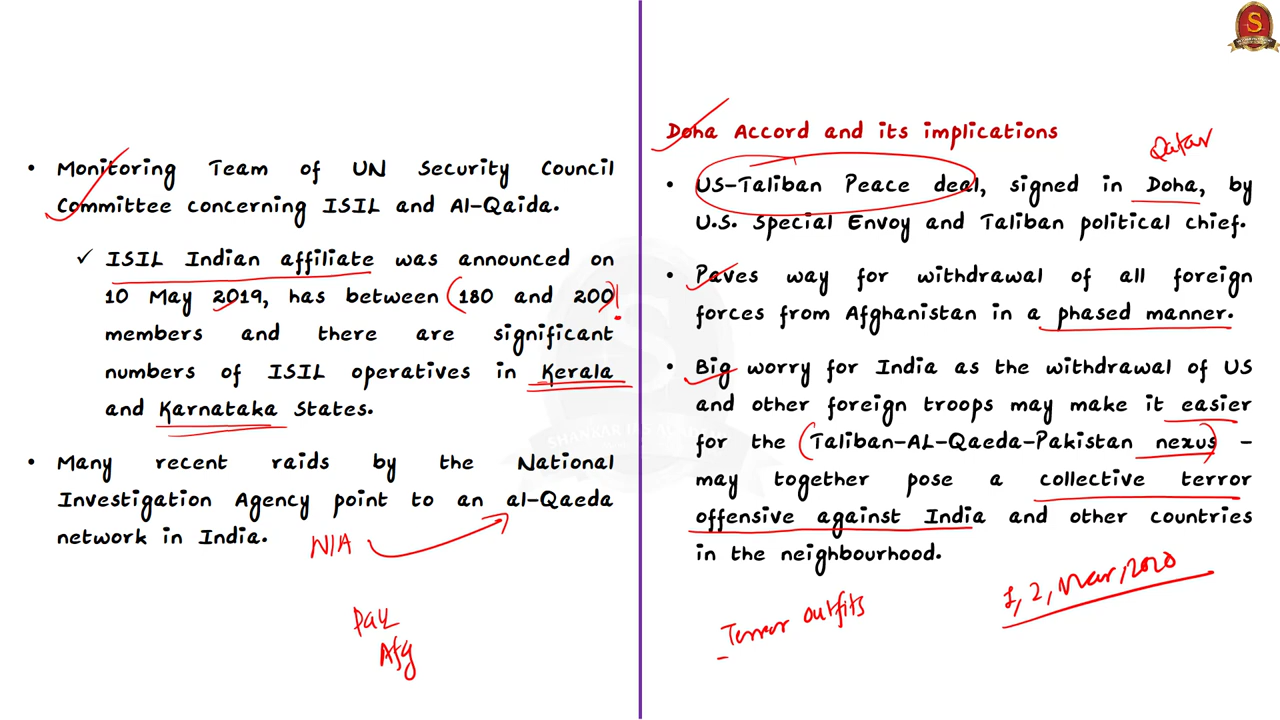 • Monitoring Team of UN Security Council
Committee concerning ISIL and Al-Qaida.
✓ ISIL Indian affiliate was announced on
10 May 2019, has between (180 and 200)!
members and there are significant
numbers of ISIL operatives in Kerala
and Karnataka States.
• Many recent raids by the National
Investigation Agency point to an al-Qaeda
network in India.
NIA
Pak
Afg
Doha Accord and its implications
Qatar
• US-Taliban Peace deal, signed in Doha, by
U.S. Special Envoy and Taliban political chief.
• Paves way for withdrawal of all foreign
forces from Afghanistan in a phased manner.
• Big worry for India as the withdrawal of US
and other foreign troops may make it easier
for the (Taliban-AL-Qaeda-Pakistan nexus) -
may together pose a collective terror
offensive against India and other countries
in the neighbourhood.
1, 2, Mar, 2020
Terror outfits